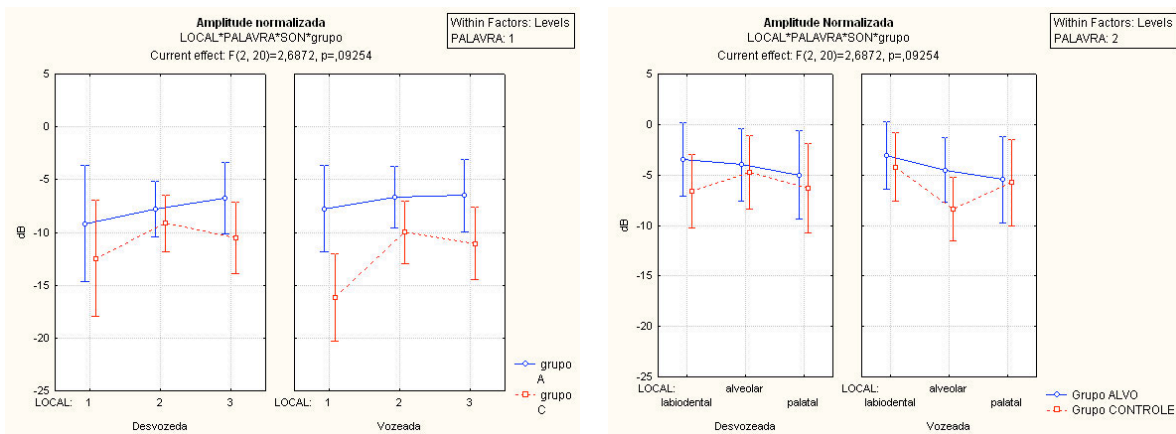 Amplitude normalizada
LOCAL*PALAVRA*SON*grupo
Current effect: F(2, 20)=2,6872, p=,09254
Within Factors: Levels
PALAVRA: 1
5
0
-5
-10
-15
-20
-25
dB
LOCAL: 1 2 3
Desvozeda
LOCAL: 1 2 3
Vozeada
grupo
A
grupo
C
Amplitude Normalizada
LOCAL*PALAVRA*SON*grupo
Current effect: F(2, 20)=2,6872, p=,09254
Within Factors: Levels
PALAVRA: 2
5
0
-5
-10
-15
-20
-25
dB
LOCAL: alveolar
labiodental palatal
Desvozeada
LOCAL: alveolar
labiodental palatal
Vozeada
Grupo ALVO
Grupo CONTROLE